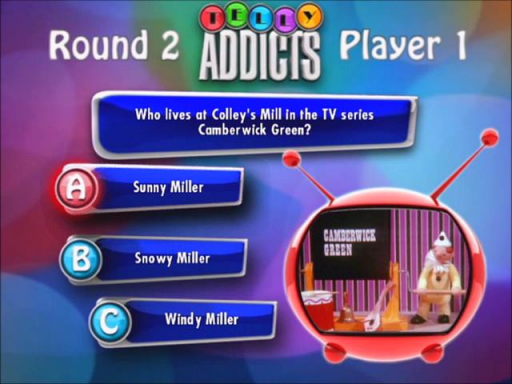 Round 2
TELLY
ADDICTS
Player 1
Who lives at Colley's Mill in the TV series
Camberwick Green?
A
Sunny Miller
B
Snowy Miller
C
Windy Miller
CAMBERWICK
GREEN